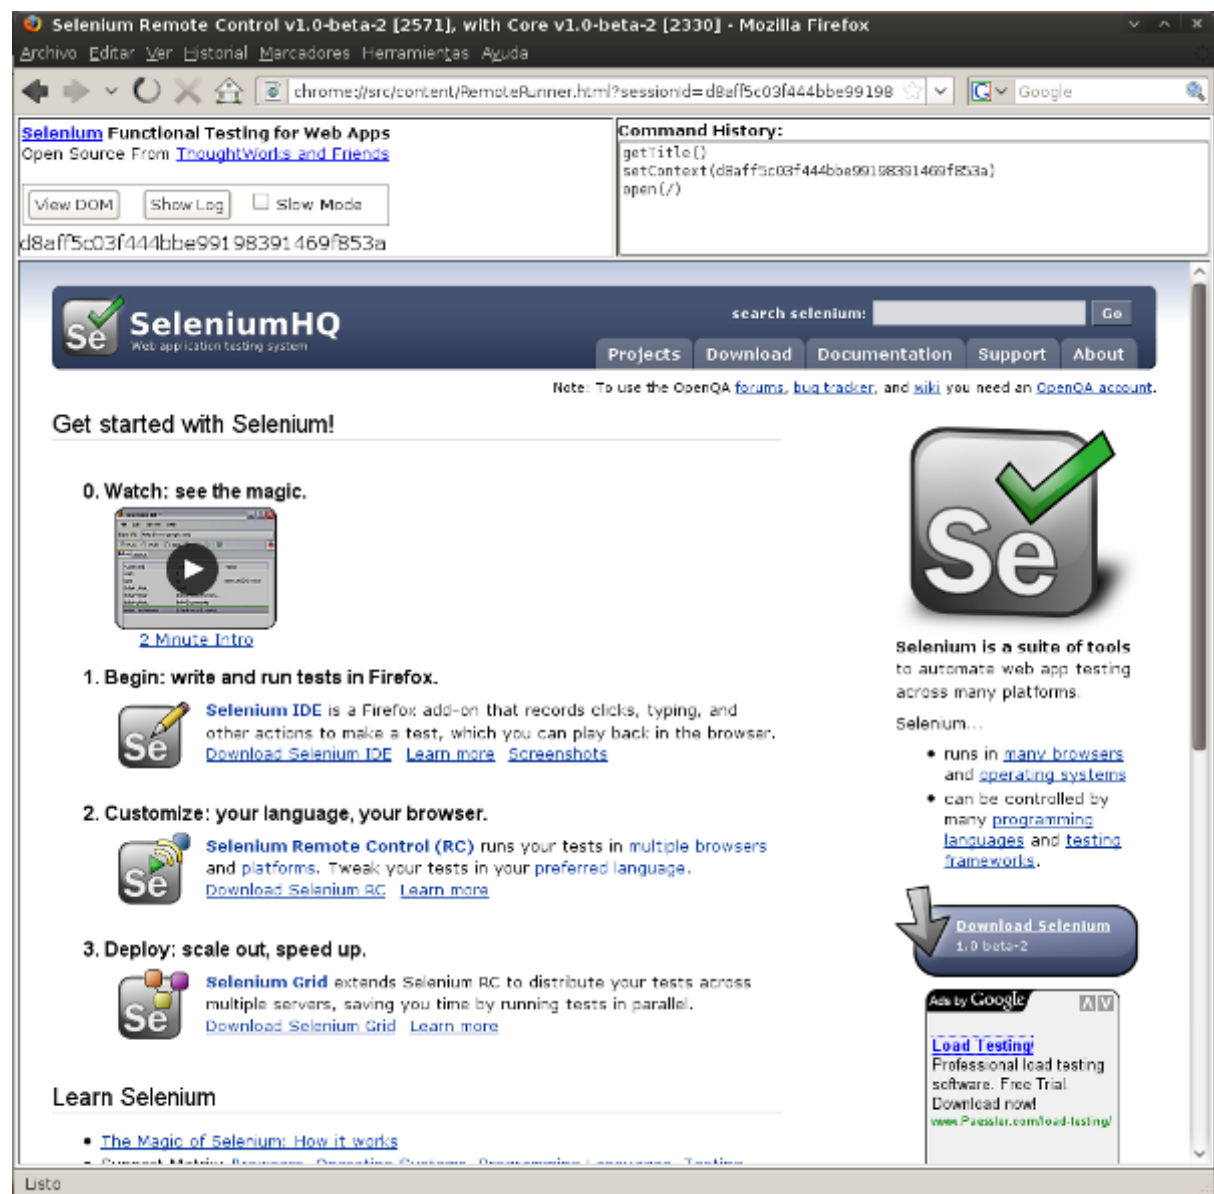 Selenium Remote Control v1.0-beta-2 [2571], with Core v1.0-beta-2 [2330] - Mozilla Firefox
Archivo Editar Ver Historial Marcadores Herramientas Ayuda
chrome://src/content/RemoteRunner.html?sessionId=d8aff5c03f444bbe99198
Google
Selenium Functional Testing for Web Apps
Open Source From ThoughtWorks and Friends
View DOM Show Log Slow Mode
d8aff5c03f444bbe99198391469f853a
Command History:
getTitle()
setContext(d8aff5c03f444bbe99198391469f853a)
open(/)
Se SeleniumHQ
Web application testing system
search selenium: Go
Projects Download Documentation Support About
Note: To use the OpenQA forums, bug tracker, and wiki you need an OpenQA account.
Get started with Selenium!
0. Watch: see the magic.
2 Minute Intro
1. Begin: write and run tests in Firefox.
Se
Selenium IDE is a Firefox add-on that records clicks, typing, and
other actions to make a test, which you can play back in the browser.
Download Selenium IDE Learn more Screenshots
2. Customize: your language, your browser.
Se
Selenium Remote Control (RC) runs your tests in multiple browsers
and platforms. Tweak your tests in your preferred language.
Download Selenium RC Learn more
3. Deploy: scale out, speed up.
Se
Selenium Grid extends Selenium RC to distribute your tests across
multiple servers, saving you time by running tests in parallel.
Download Selenium Grid Learn more
Learn Selenium
The Magic of Selenium: How it works
Se
Selenium is a suite of tools
to automate web app testing
across many platforms.
Selenium...
runs in many browsers
and operating systems
can be controlled by
many programming
languages and testing
frameworks.
Download Selenium
1.0 beta-2
Ads by Google
Load Testing
Professional load testing
software. Free Trial
Download now!
www.Paessler.com/load-testing/
Listo